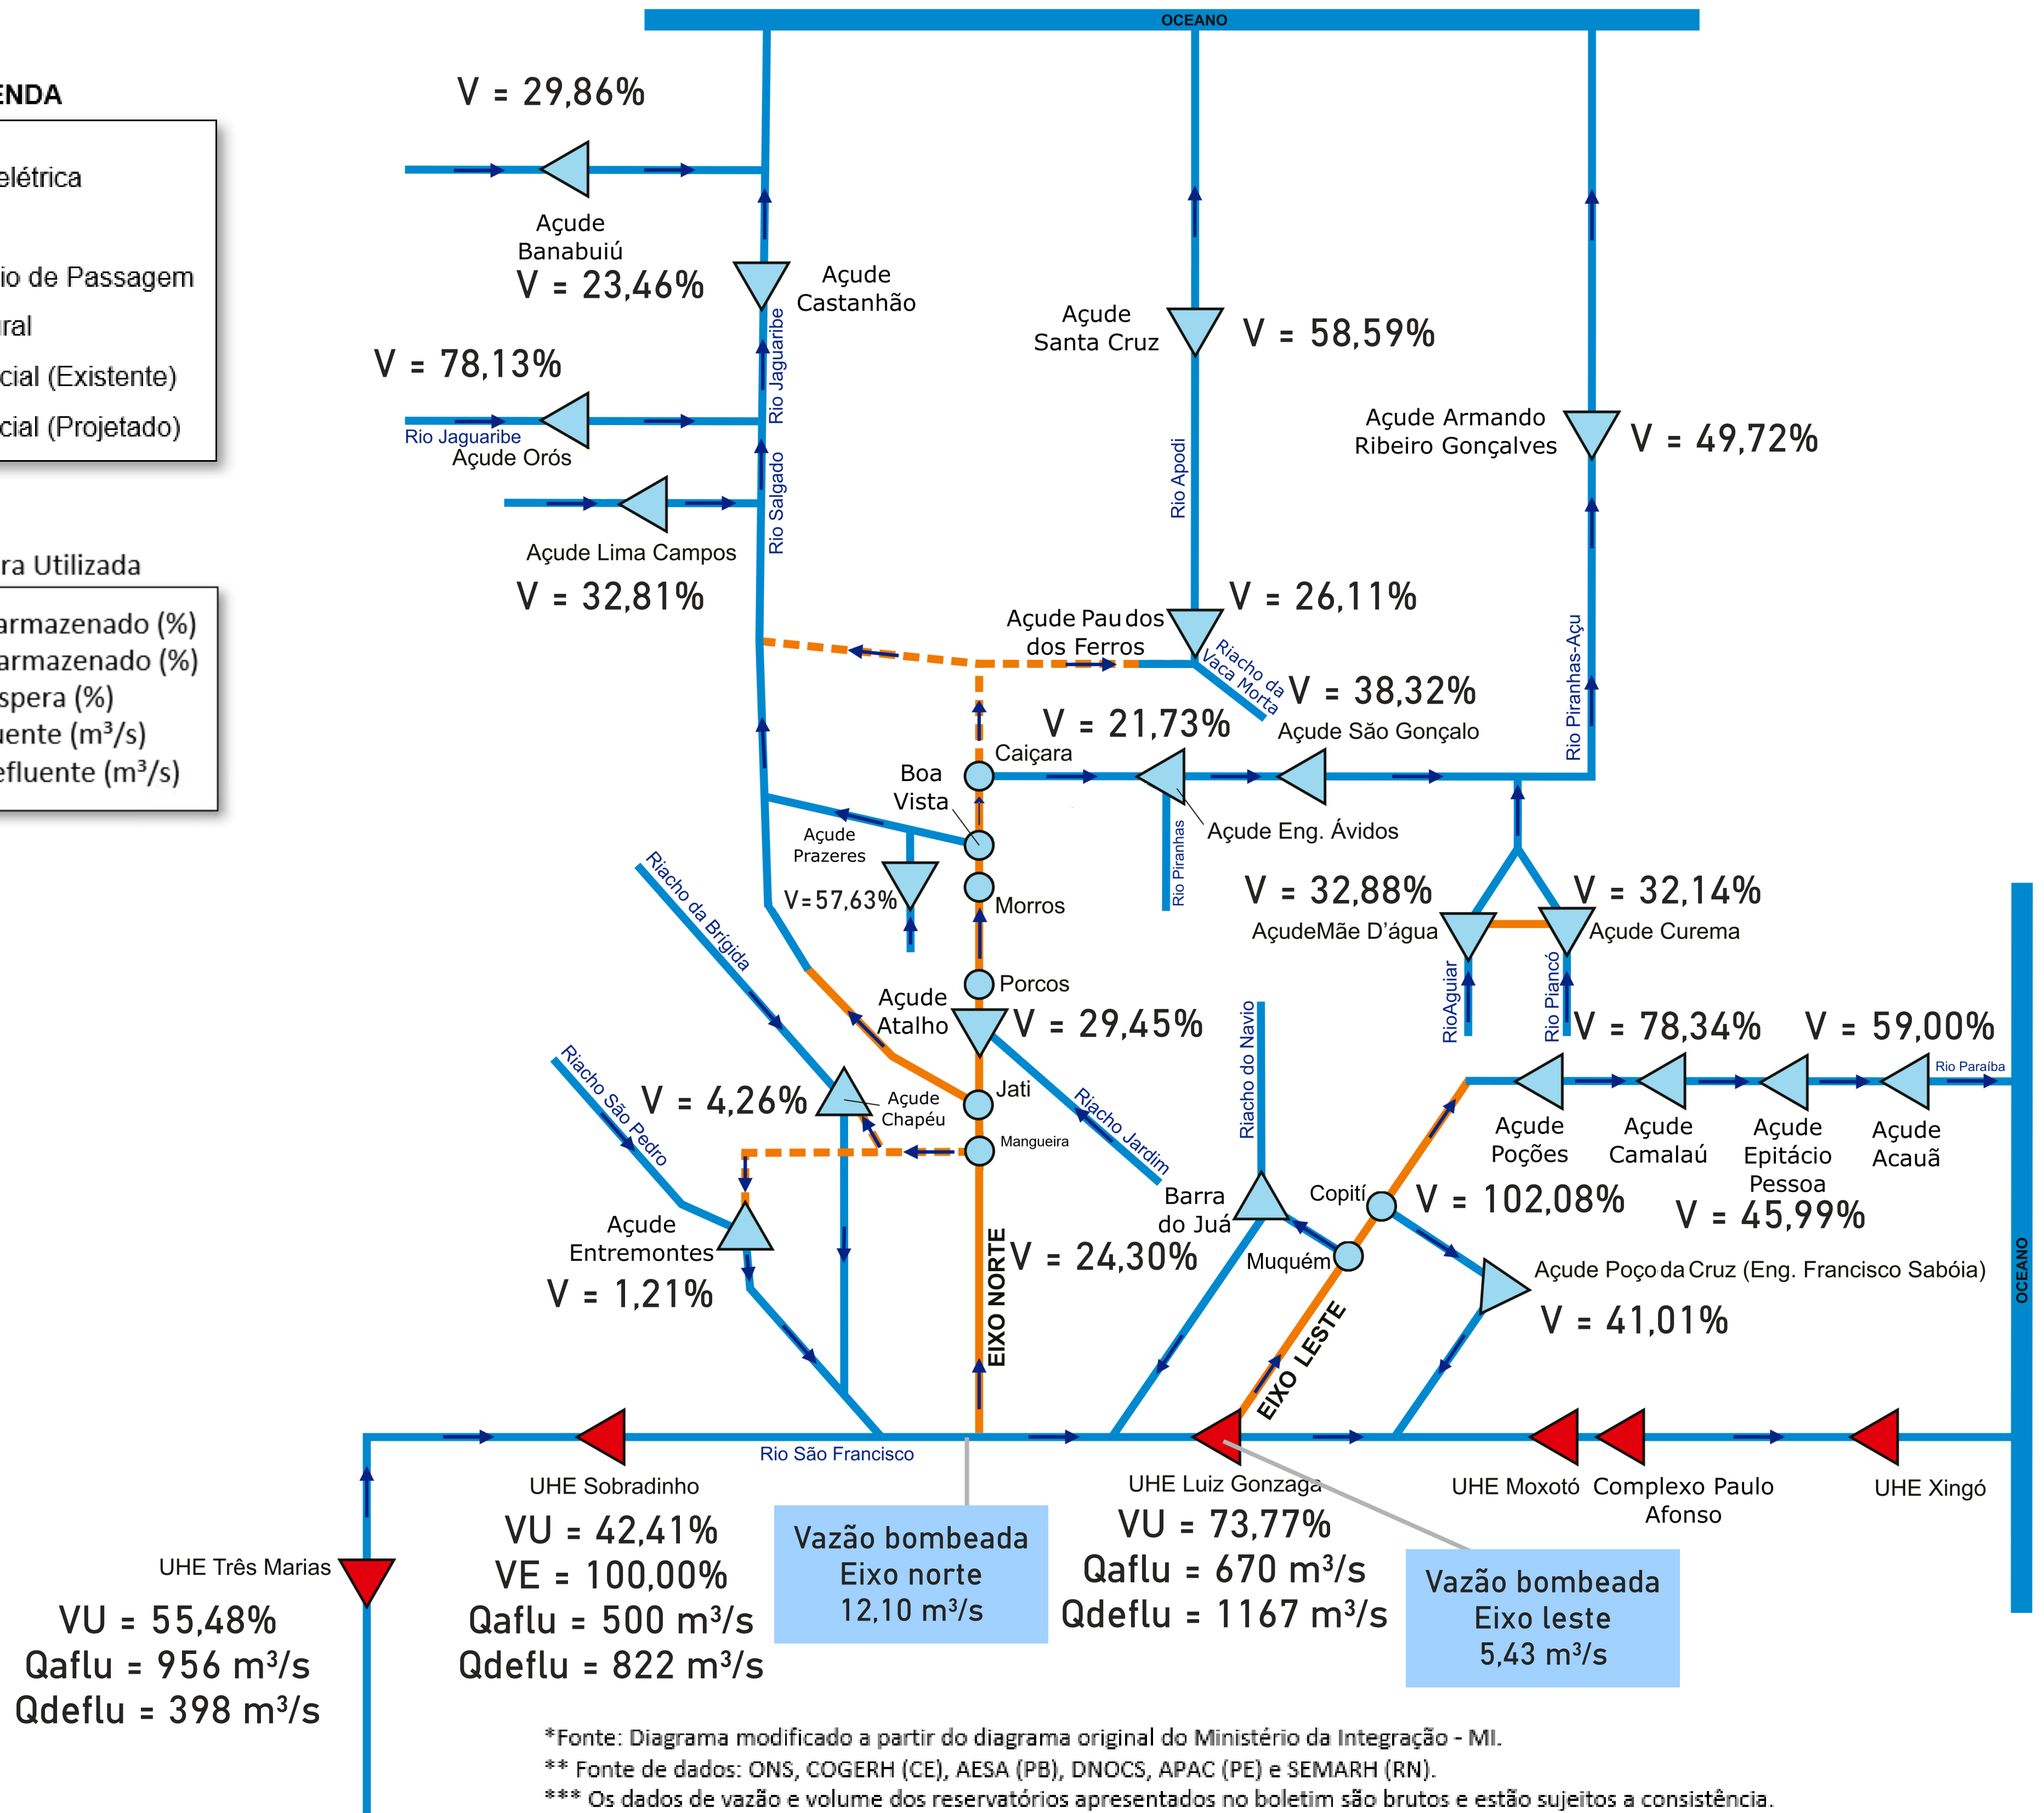 OCEANO
ENDA
elétrica
io de Passagem
ural
cial (Existente)
cial (Projetado)
ra Utilizada
armazenado (%)
armazenado (%)
spera (%)
uente (m³/s)
efluente (m³/s)
V = 29,86%
Açude
Banabuiú
V = 23,46%
Açude
Castanhão
Rio Jaguaribe
V = 78,13%
Rio Jaguaribe
Açude Orós
Rio Salgado
Açude Lima Campos
V = 32,81%
Açude
Santa Cruz
V = 58,59%
Rio Apodi
Açude Armando
Ribeiro Gonçalves
V = 49,72%
Rio Piranhas-Açu
Açude Pau dos
dos Ferros
V = 26,11%
Riacho da
Vaca Morta
V = 38,32%
Açude São Gonçalo
V = 21,73%
Caiçara
Boa
Vista
Açude Eng. Ávidos
Rio Piranhas
Açude
Prazeres
V= 57,63%
Morros
Porcos
Riacho da Brígida
Açude
Atalho
V = 29,45%
V = 32,88%
AçudeMãe D'água
V = 32,14%
Açude Curema
RioAguiar
Rio Piancó
V = 78,34%
V = 59,00%
Rio Paraíba
Riacho São Pedro
V = 4,26%
Açude
Chapéu
Jati
Mangueira
Riacho Jardim
Riacho do Navio
Açude
Poções
Açude
Camalaú
Açude
Epitácio
Pessoa
Açude
Acauã
V = 102,08%
V = 45,99%
Barra
do Juá
Copití
Muquém
V = 24,30%
Açude
Entremontes
V = 1,21%
EIXO NORTE
EIXO LESTE
Açude Poço da Cruz (Eng. Francisco Sabóia)
V = 41,01%
OCEANO
Rio São Francisco
UHE Sobradinho
VU = 42,41%
VE = 100,00%
Qaflu = 500 m³/s
Qdeflu = 822 m³/s
Vazão bombeada
Eixo norte
12,10 m³/s
UHE Luiz Gonzaga
VU = 73,77%
Qaflu = 670 m³/s
Qdeflu = 1167 m³/s
Vazão bombeada
Eixo leste
5,43 m³/s
UHE Moxotó
Complexo Paulo
Afonso
UHE Xingó
UHE Três Marias
VU = 55,48%
Qaflu = 956 m³/s
Qdeflu = 398 m³/s
*Fonte: Diagrama modificado a partir do diagrama original do Ministério da Integração - MI.
** Fonte de dados: ONS, COGERH (CE), AESA (PB), DNOCS, APAC (PE) e SEMARH (RN).
*** Os dados de vazão e volume dos reservatórios apresentados no boletim são brutos e estão sujeitos a consistência.